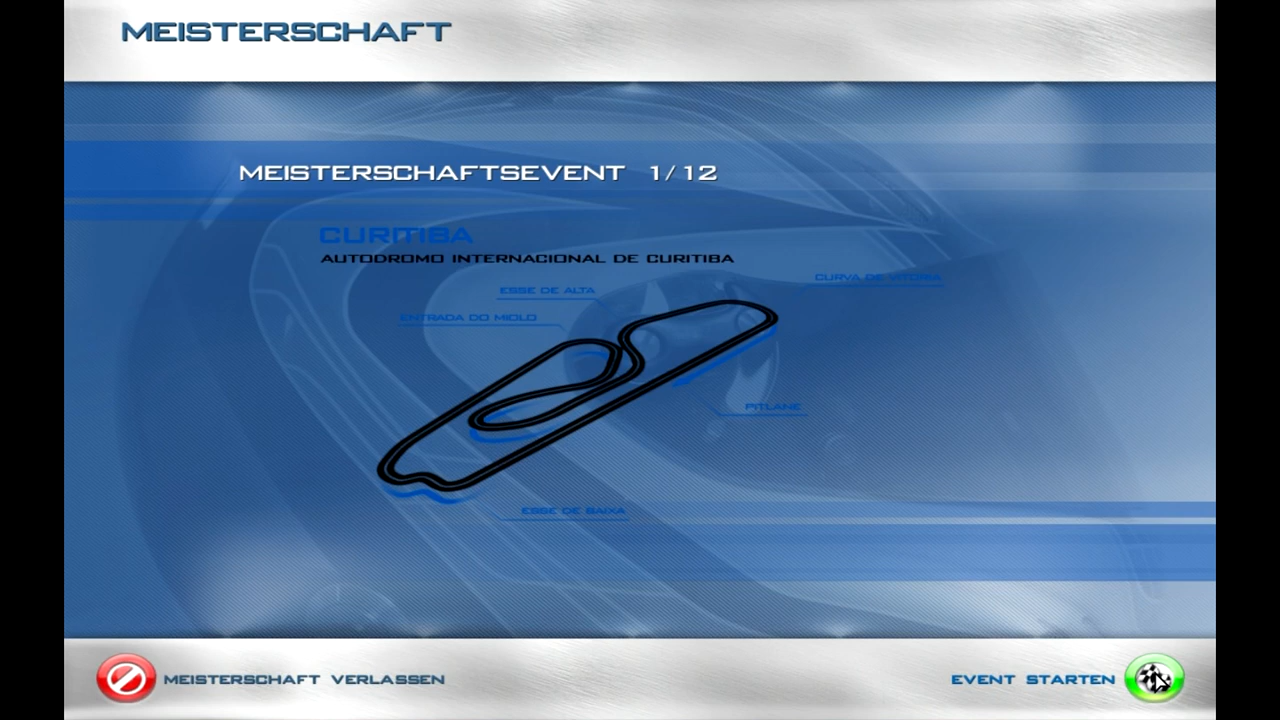 MEISTERSCHAFT
MEISTERSCHAFTSEVENT 1/12
CURITIBA
AUTODROMO INTERNACIONAL DE CURITIBA
CURVA DE VITORIA
ESSE DE ALTA
ENTRADA DO MIOLO
PITLANE
ESSE DE BAIXA
MEISTERSCHAFT VERLASSEN
EVENT STARTEN